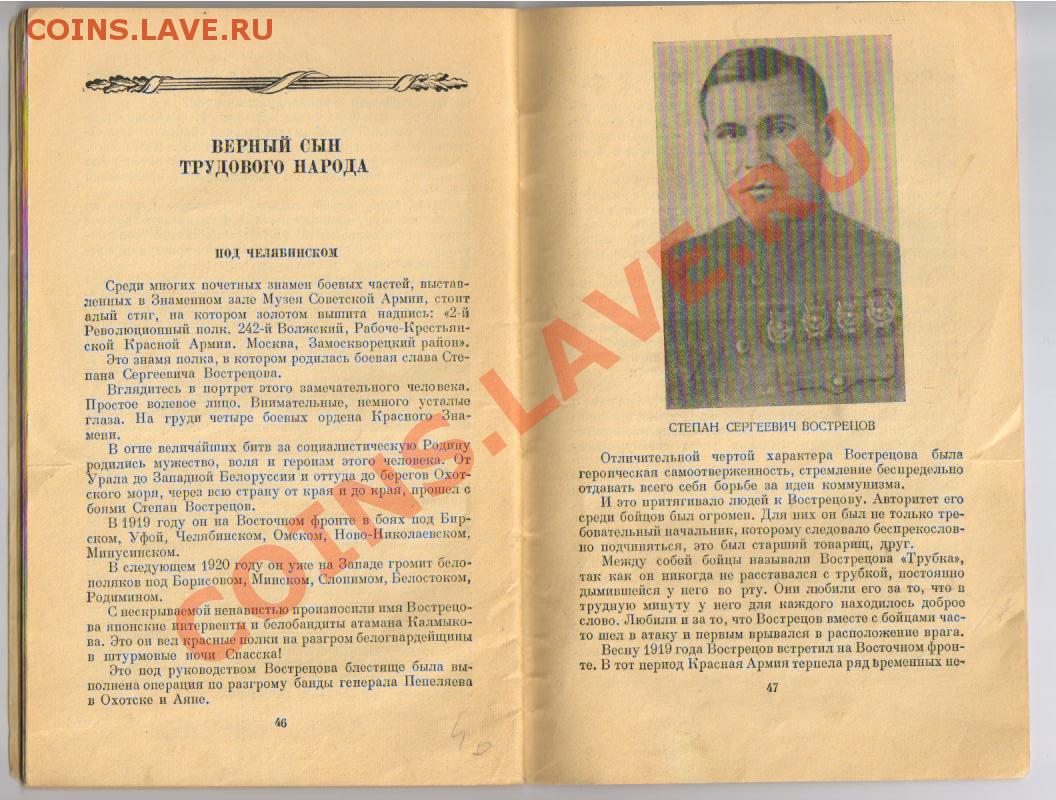 COINS.LAVE.RU
ВЕРНЫЙ СЫН
ТРУДОВОГО НАРОДА
ПОД ЧЕЛЯБИНСКОМ
Среди многих почетных знамен боевых частей, выстав-
ленных в Знаменном зале Музея Советской Армии, стоит
алый стяг, на котором золотом вышита надпись: «2-й
Революционный полк. 242-й Волжский, Рабоче-Крестьян-
ской Красной Армии. Москва, Замоскворецкий район».
Это знамя полка, в котором родилась боевая слава Сте-
пана Сергеевича Вострецова.
Вглядитесь в портрет этого замечательного человека.
Простое волевое лицо. Внимательные, немного усталые
глаза. На груди четыре боевых ордена Красного Зна-
мени.
В огне величайших битв за социалистическую Родину
родились мужество, воля и героизм этого человека. От
Урала до Западной Белоруссии и оттуда до берегов Охот-
ского моря, через всю страну от края и до края, прошел с
боями Степан Вострецов.
В 1919 году он на Восточном фронте в боях под Бир-
ском, Уфой, Челябинском, Омском, Ново-Николаевском,
Минусинском.
В следующем 1920 году он уже на Западе громит бело-
поляков под Борисовом, Минском, Слонимом, Белостоком,
Родимином.
С нескрываемой ненавистью произносили имя Вострецо-
ва японские интервенты и белобандиты атамана Калмыко-
ва. Это он вел красные полки на разгром белогвардейщины
в штурмовые ночи Спасска!
Это под руководством Вострецова блестяще была вы-
полнена операция по разгрому банды генерала Пепеляева
в Охотске и Аяне.
46
СТЕПАН СЕРГЕЕВИЧ ВОСТРЕЦОВ
Отличительной чертой характера Вострецова была
героическая самоотверженность, стремление беспредельно
отдавать всего себя борьбе за идеи коммунизма.
И это притягивало людей к Вострецову. Авторитет его
среди бойцов был огромен. Для них он был не только тре-
бовательный начальник, которому следовало беспрекослов-
но подчиняться, это был старший товарищ, друг.
Между собой бойцы называли Вострецова «Трубка»,
так как он никогда не расставался с трубкой, постоянно
дымившейся у него во рту. Они любили его за то, что в
трудную минуту у него для каждого находилось доброе
слово. Любили и за то, что Вострецов вместе с бойцами час-
то шел в атаку и первым врывался в расположение врага.
Весну 1919 года Вострецов встретил на Восточном фрон-
те. В тот период Красная Армия терпела ряд временных не-
47
COINS.LAVE.RU